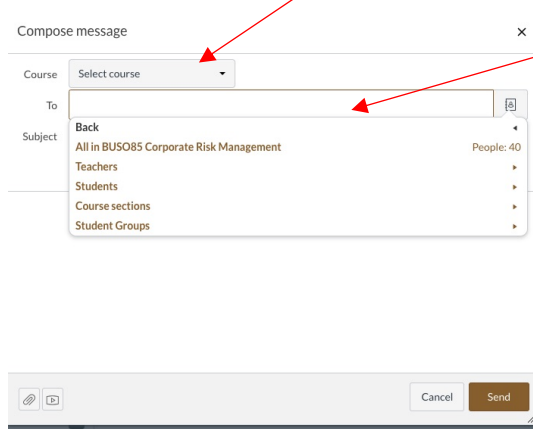 Compose message
Course Select course
To
Subject
Back
All in BUSO85 Corporate Risk Management People: 40
Teachers
Students
Course sections
Student Groups
Cancel Send